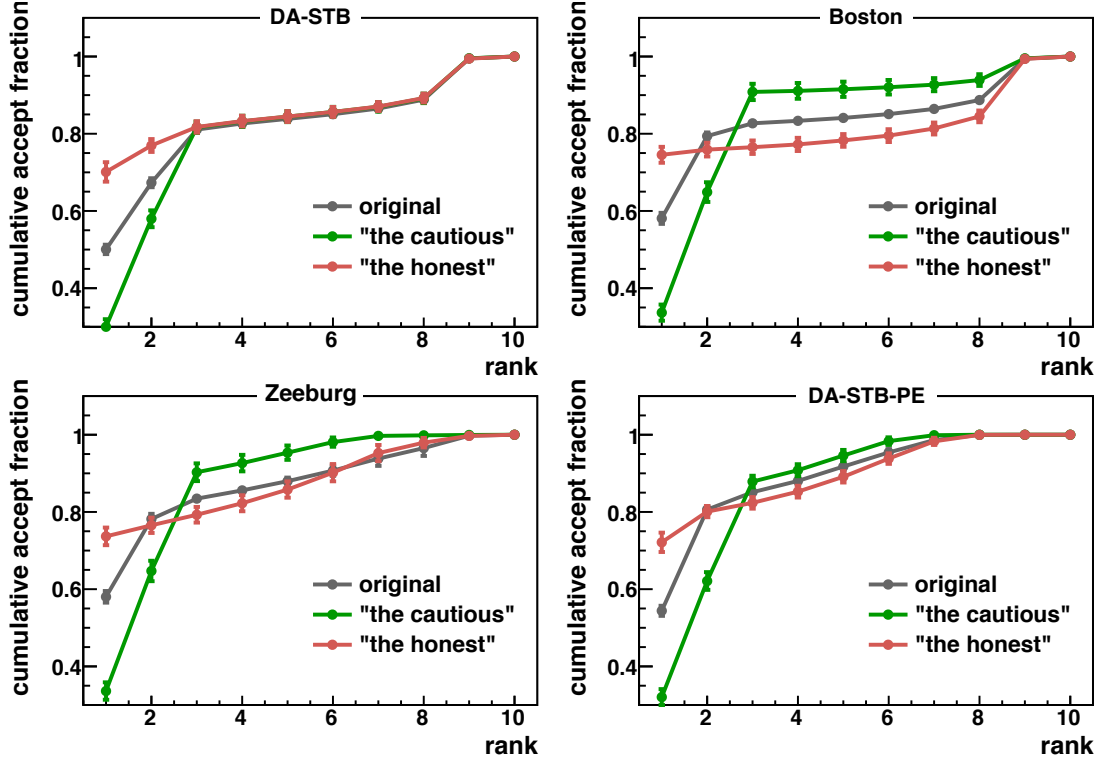 DA-STB
cumulative accept fraction
1
0.8
0.6
0.4
original
"the cautious"
"the honest"
2 4 6 8 10
rank
Boston
cumulative accept fraction
1
0.8
0.6
0.4
original
"the cautious"
"the honest"
2 4 6 8 10
rank
Zeeburg
cumulative accept fraction
1
0.8
0.6
0.4
original
"the cautious"
"the honest"
2 4 6 8 10
rank
DA-STB-PE
cumulative accept fraction
1
0.8
0.6
0.4
original
"the cautious"
"the honest"
2 4 6 8 10
rank